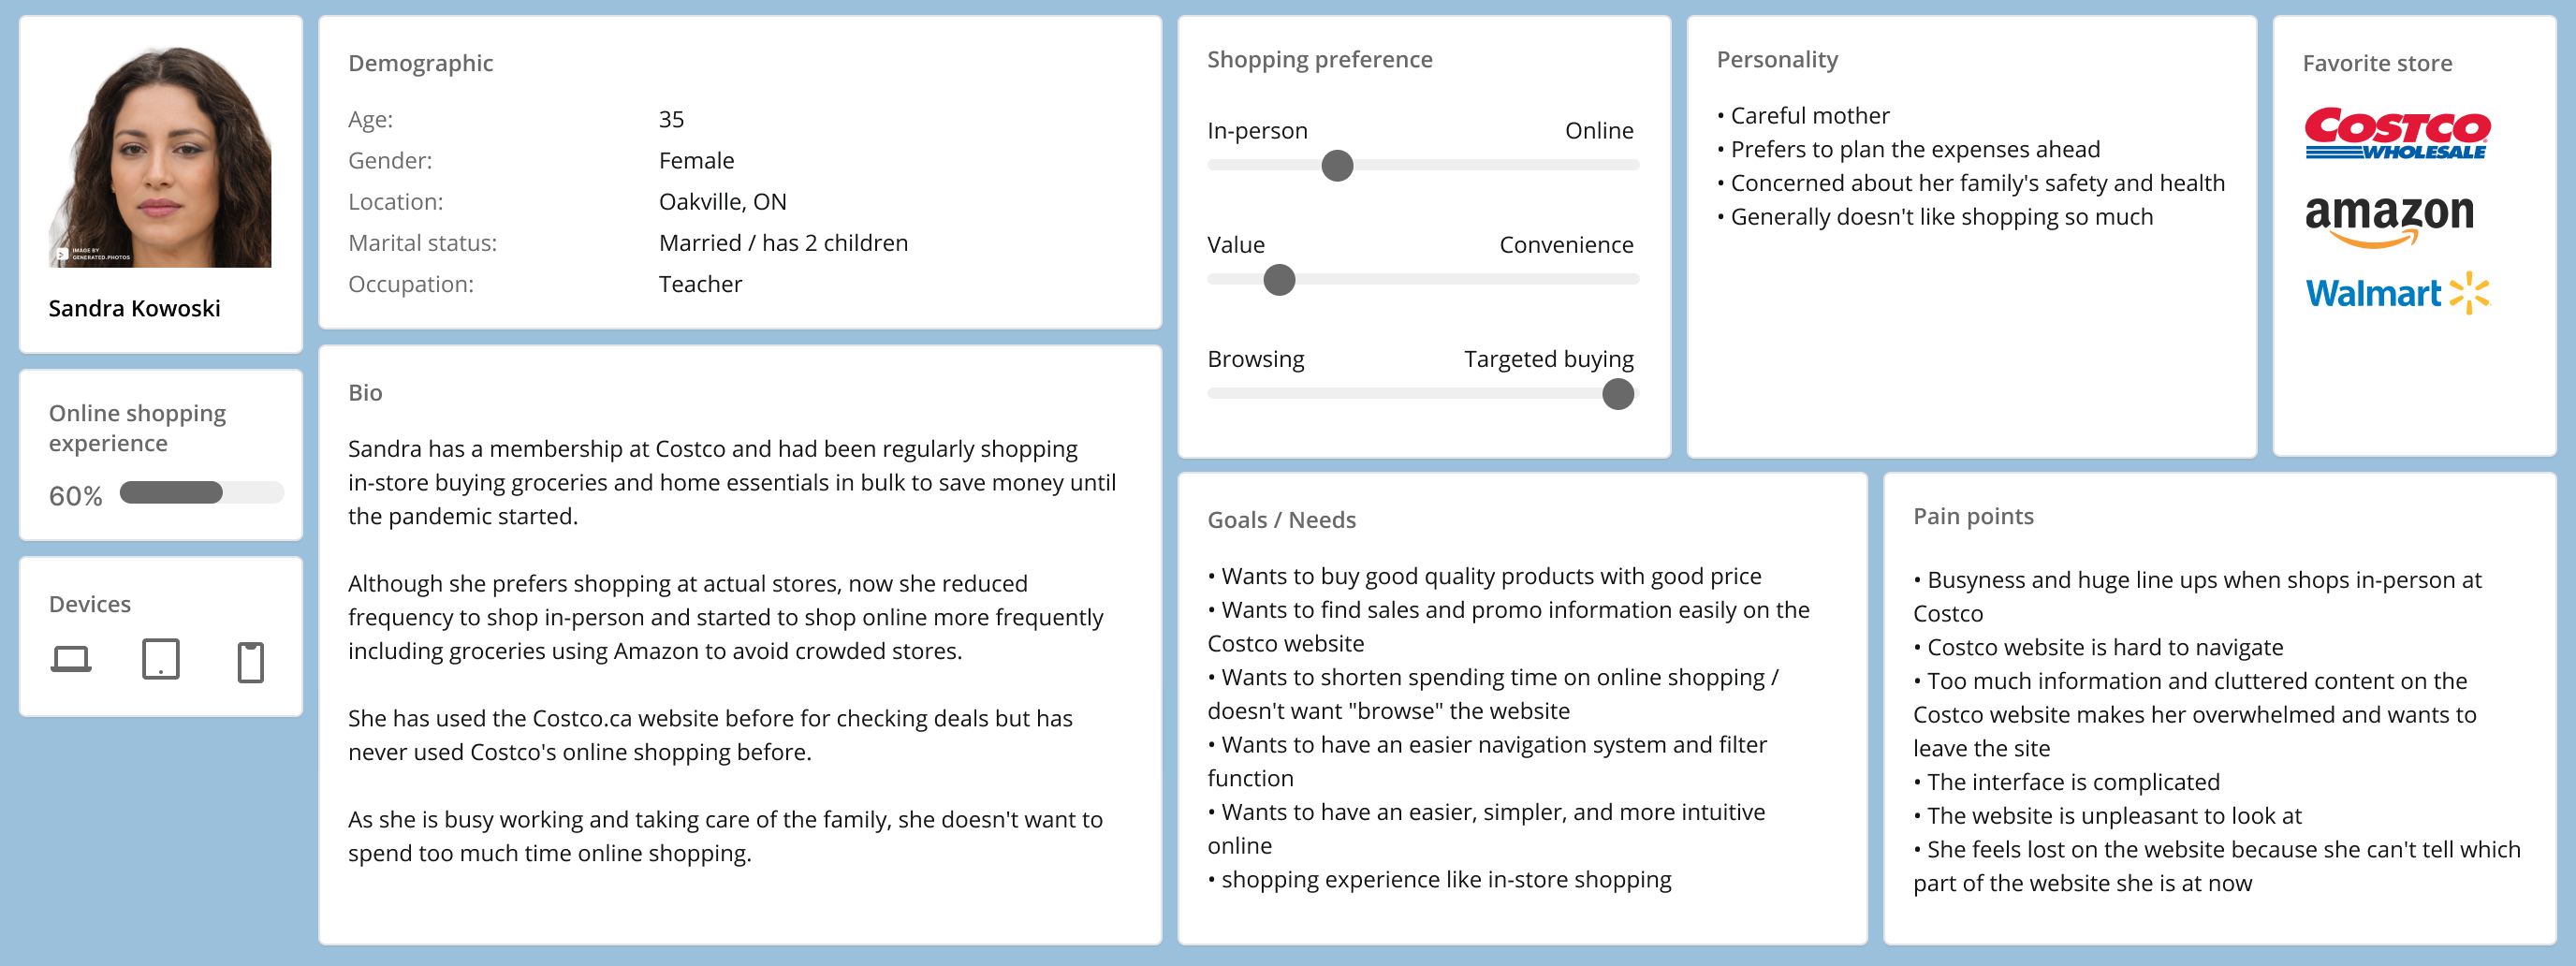 IMAGE BY
GENERATED.PHOTOS
Sandra Kowoski
Online shopping
experience
60%
Devices
Demographic
Age: 35
Gender: Female
Location: Oakville, ON
Marital status: Married / has 2 children
Occupation: Teacher
Bio
Sandra has a membership at Costco and had been regularly shopping
in-store buying groceries and home essentials in bulk to save money until
the pandemic started.
Although she prefers shopping at actual stores, now she reduced
frequency to shop in-person and started to shop online more frequently
including groceries using Amazon to avoid crowded stores.
She has used the Costco.ca website before for checking deals but has
never used Costco's online shopping before.
As she is busy working and taking care of the family, she doesn't want to
spend too much time online shopping.
Shopping preference
In-person Online
Value Convenience
Browsing Targeted buying
Personality
• Careful mother
• Prefers to plan the expenses ahead
• Concerned about her family's safety and health
• Generally doesn't like shopping so much
Favorite store
COSTCO
WHOLESALE
amazon
Walmart
Goals / Needs
• Wants to buy good quality products with good price
• Wants to find sales and promo information easily on the
Costco website
• Wants to shorten spending time on online shopping /
doesn't want "browse" the website
• Wants to have an easier navigation system and filter
function
• Wants to have an easier, simpler, and more intuitive
online
• shopping experience like in-store shopping
Pain points
• Busyness and huge line ups when shops in-person at
Costco
• Costco website is hard to navigate
• Too much information and cluttered content on the
Costco website makes her overwhelmed and wants to
leave the site
• The interface is complicated
• The website is unpleasant to look at
• She feels lost on the website because she can't tell which
part of the website she is at now